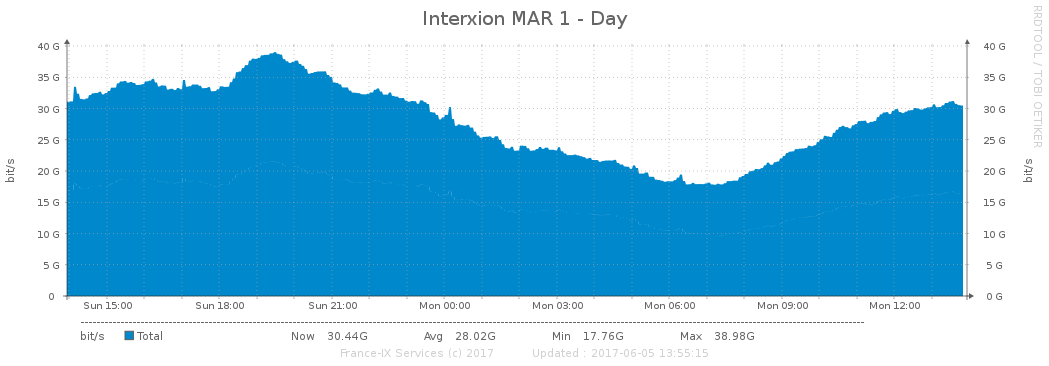 Interxion MAR 1 - Day
RRDTOOL / TOBI OETIKER
bit/s
40 G
35 G
30 G
25 G
20 G
15 G
10 G
5 G
0
40 G
35 G
30 G
25 G
20 G
15 G
10 G
5 G
0 G
bit/s
Sun 15:00 Sun 18:00 Sun 21:00 Mon 00:00 Mon 03:00 Mon 06:00 Mon 09:00 Mon 12:00
bit/s Total Now 30.44G Avg 28.02G Min 17.76G Max 38.98G
France-IX Services (c) 2017 Updated : 2017-06-05 13:55:15